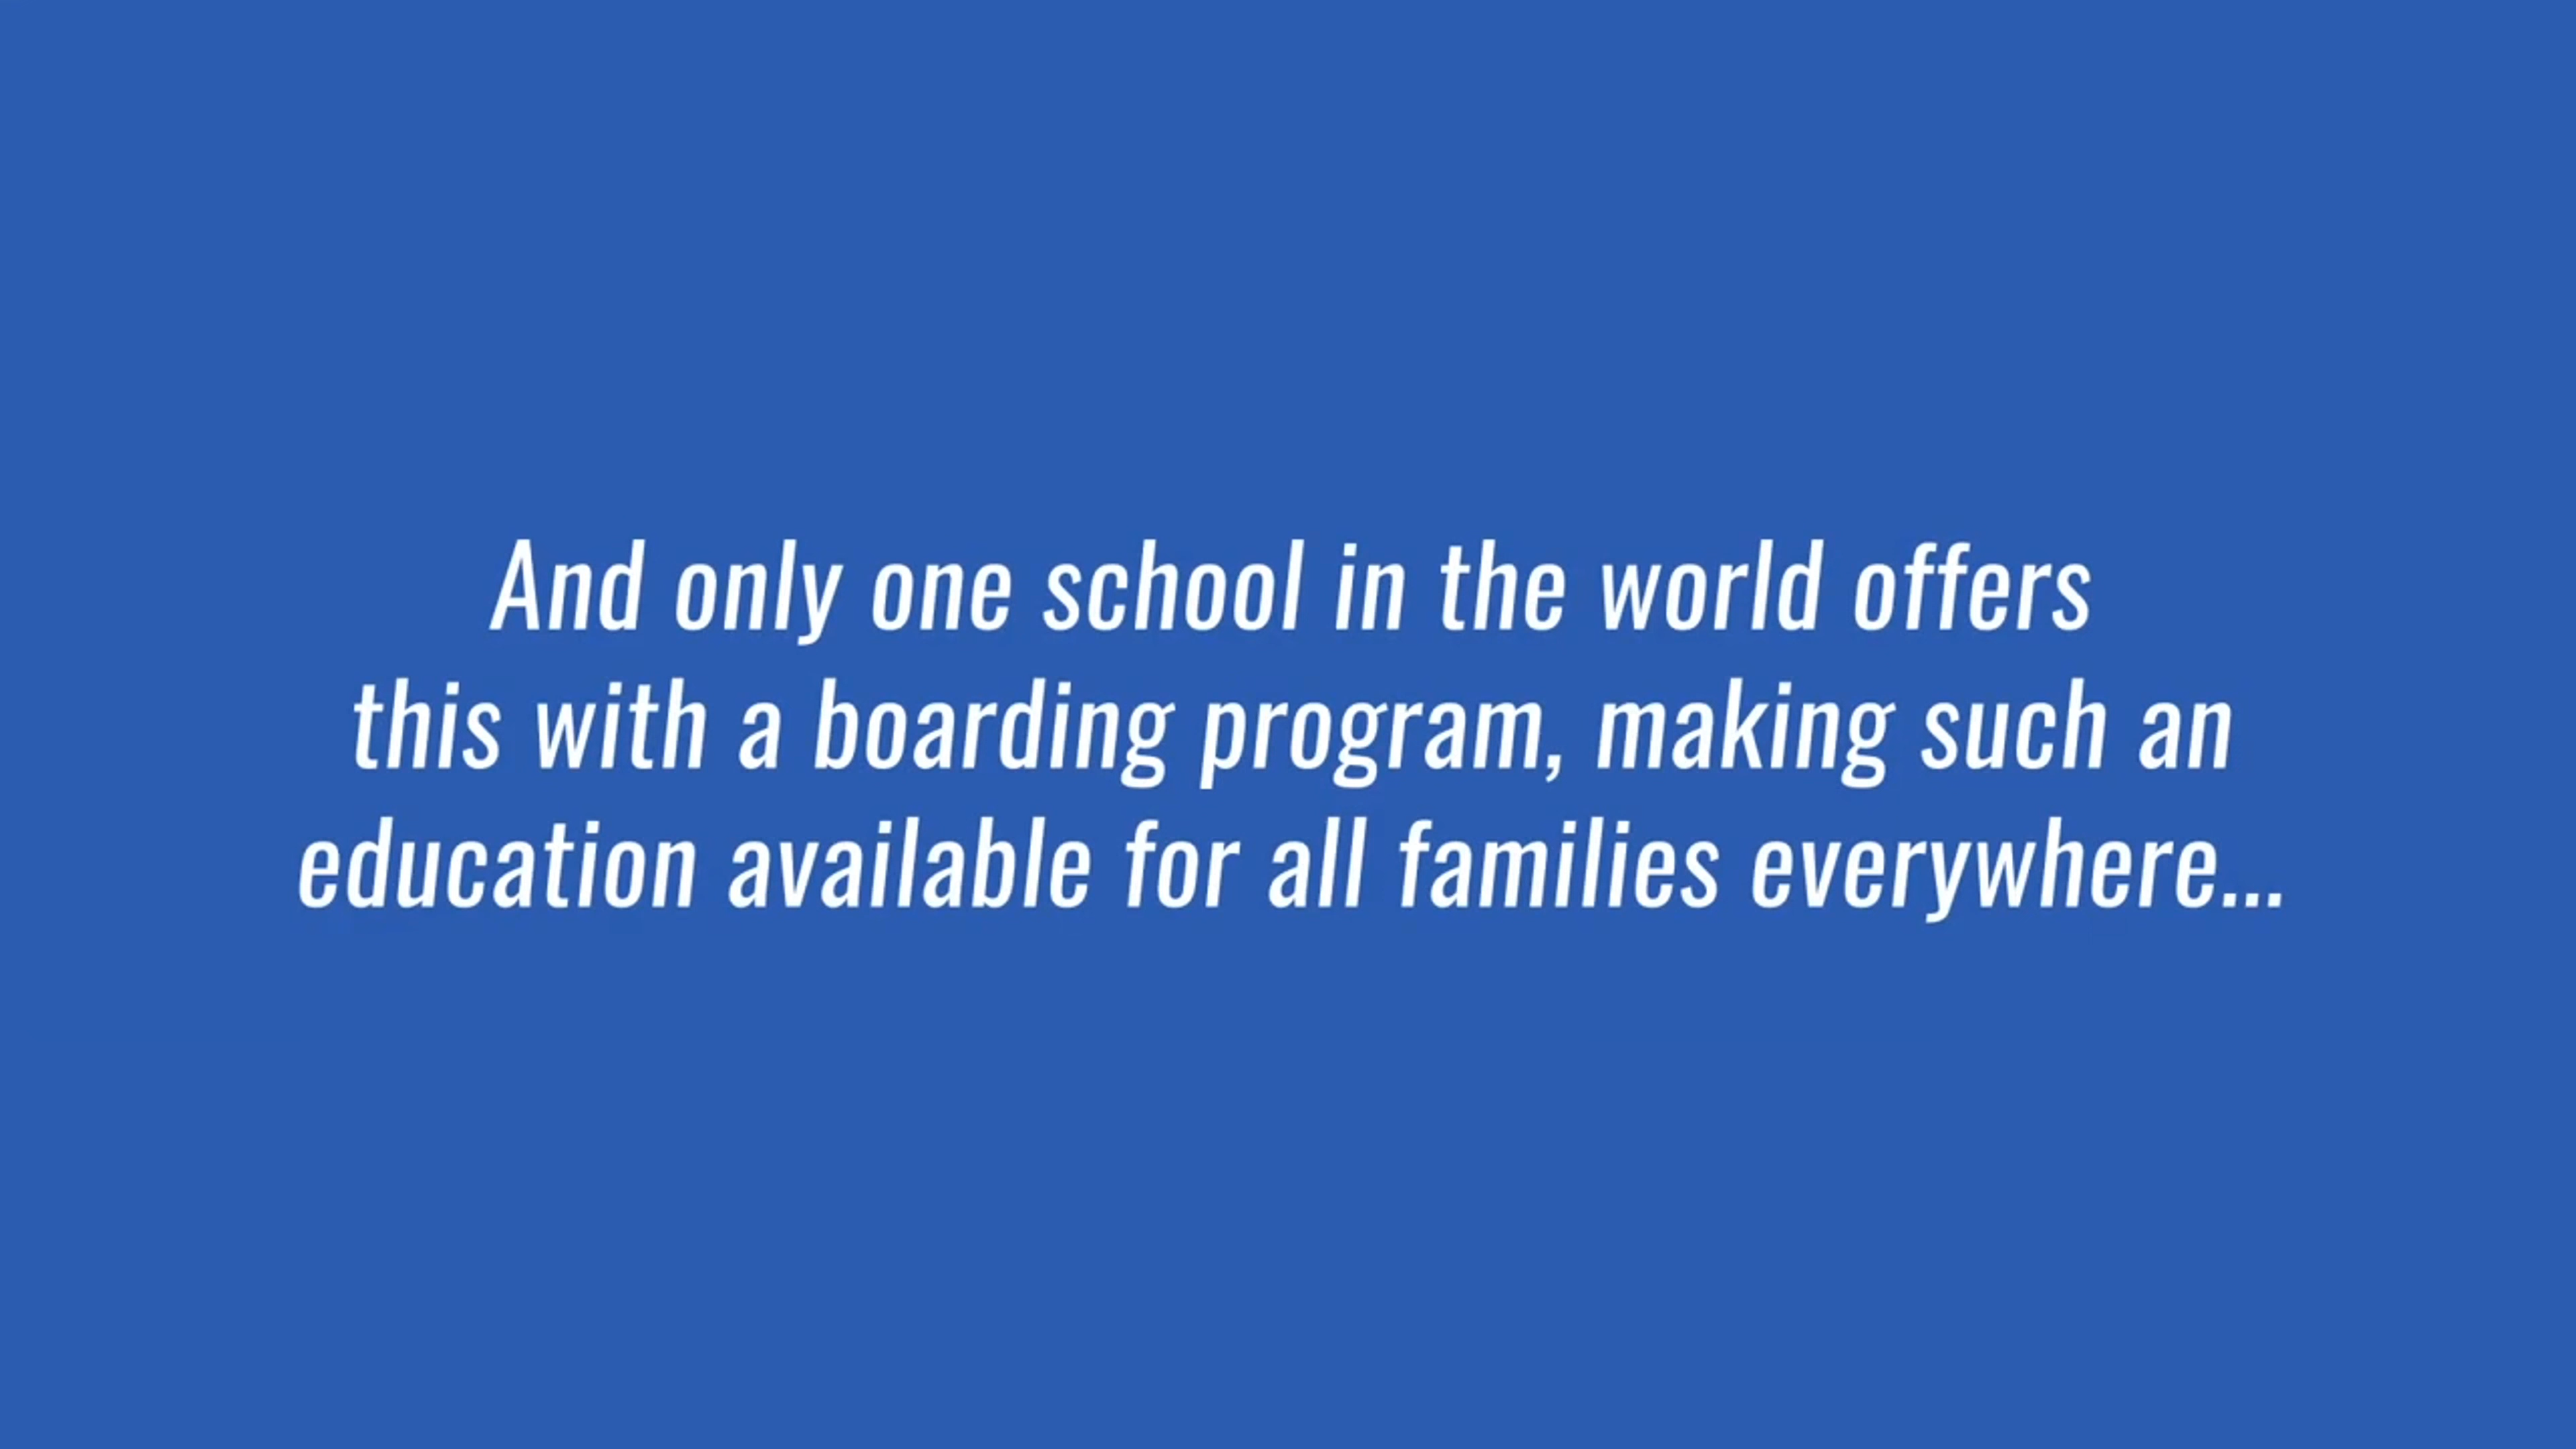 And only one school in the world offers
this with a boarding program, making such an
education available for all families everywhere...